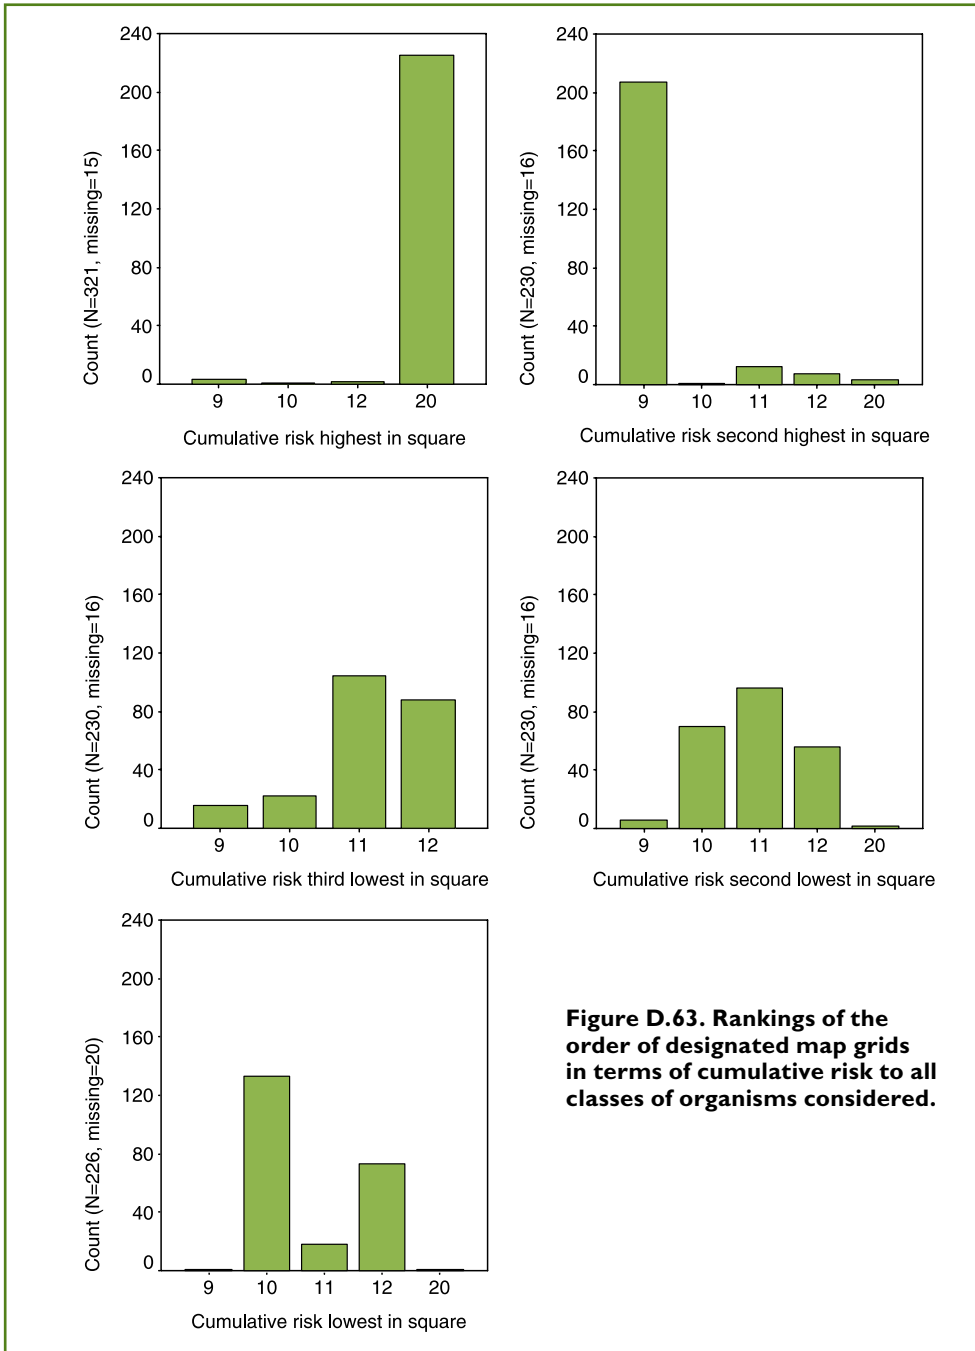 240
200
160
120
80
40
0
Count (N=321, missing=15)
9 10 12 20
Cumulative risk highest in square
240
200
160
120
80
40
0
Count (N=230, missing=16)
9 10 11 12 20
Cumulative risk second highest in square
240
200
160
120
80
40
0
Count (N=230, missing=16)
9 10 11 12
Cumulative risk third lowest in square
240
200
160
120
80
40
0
Count (N=230, missing=16)
9 10 11 12 20
Cumulative risk second lowest in square
240
200
160
120
80
40
0
Count (N=226, missing=20)
9 10 11 12 20
Cumulative risk lowest in square
Figure D.63. Rankings of the
order of designated map grids
in terms of cumulative risk to all
classes of organisms considered.